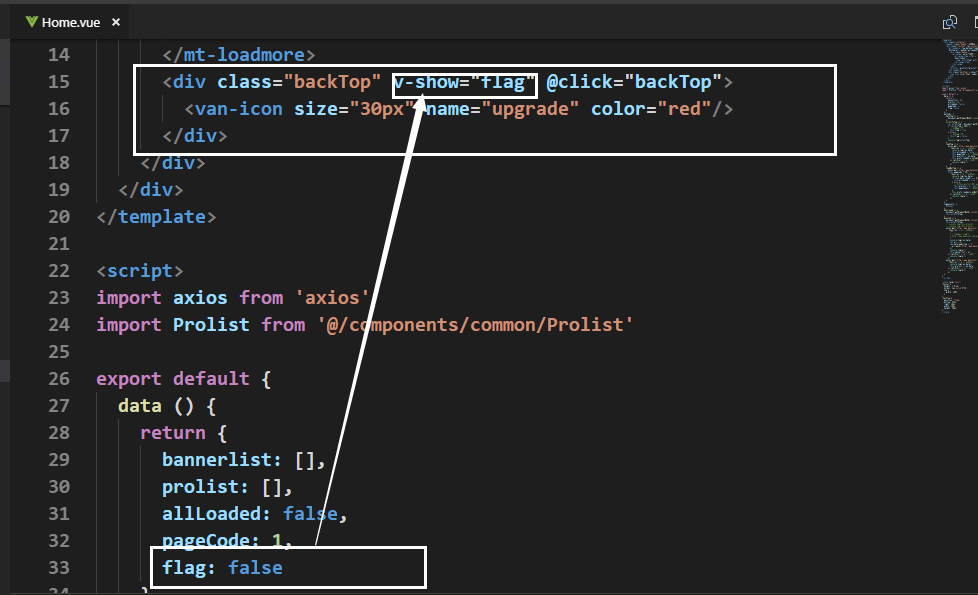 Home.vue ×
14 </mt-loadmore>
15 <div class="backTop" v-show="flag" @click="backTop">
16 <van-icon size="30px" name="upgrade" color="red"/>
17 </div>
18 </div>
19 </div>
20 </template>
21
22 <script>
23 import axios from 'axios'
24 import Prolist from '@/components/common/Prolist'
25
26 export default {
27 data () {
28 return {
29 bannerlist: [],
30 prolist: [],
31 allLoaded: false,
32 pageCode: 1,
33 flag: false
34 }